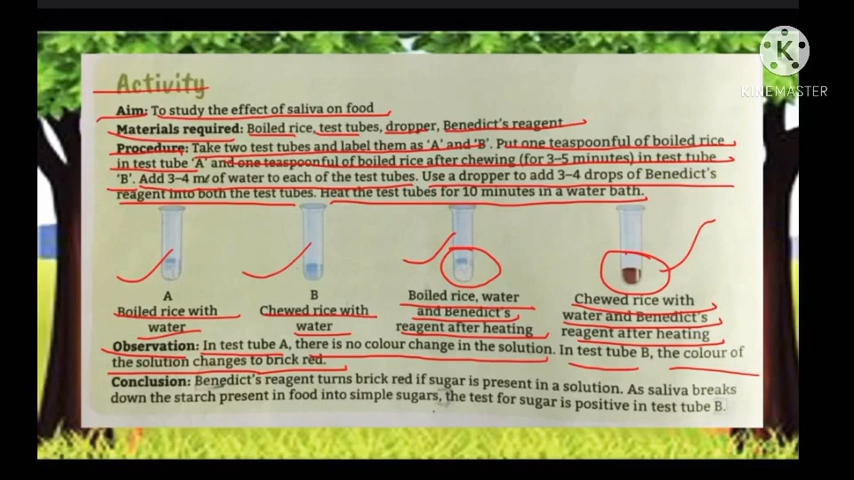 Activity
Aim: To study the effect of saliva on food
Materials required: Boiled rice, test tubes, dropper, Benedict's reagent
Procedure: Take two test tubes and label them as 'A' and 'B'. Put one teaspoonful of boiled rice
in test tube 'A' and one teaspoonful of boiled rice after chewing (for 3–5 minutes) in test tube
'B'. Add 3–4 ml of water to each of the test tubes. Use a dropper to add 3–4 drops of Benedict's
reagent into both the test tubes. Heat the test tubes for 10 minutes in a water bath.
A
Boiled rice with
water
B
Chewed rice with
water
Boiled rice, water
and Benedict's
reagent after heating
Chewed rice with
water and Benedict's
reagent after heating
Observation: In test tube A, there is no colour change in the solution. In test tube B, the colour of
the solution changes to brick red.
Conclusion: Benedict's reagent turns brick red if sugar is present in a solution. As saliva breaks
down the starch present in food into simple sugars, the test for sugar is positive in test tube B.
K
KINEMASTER